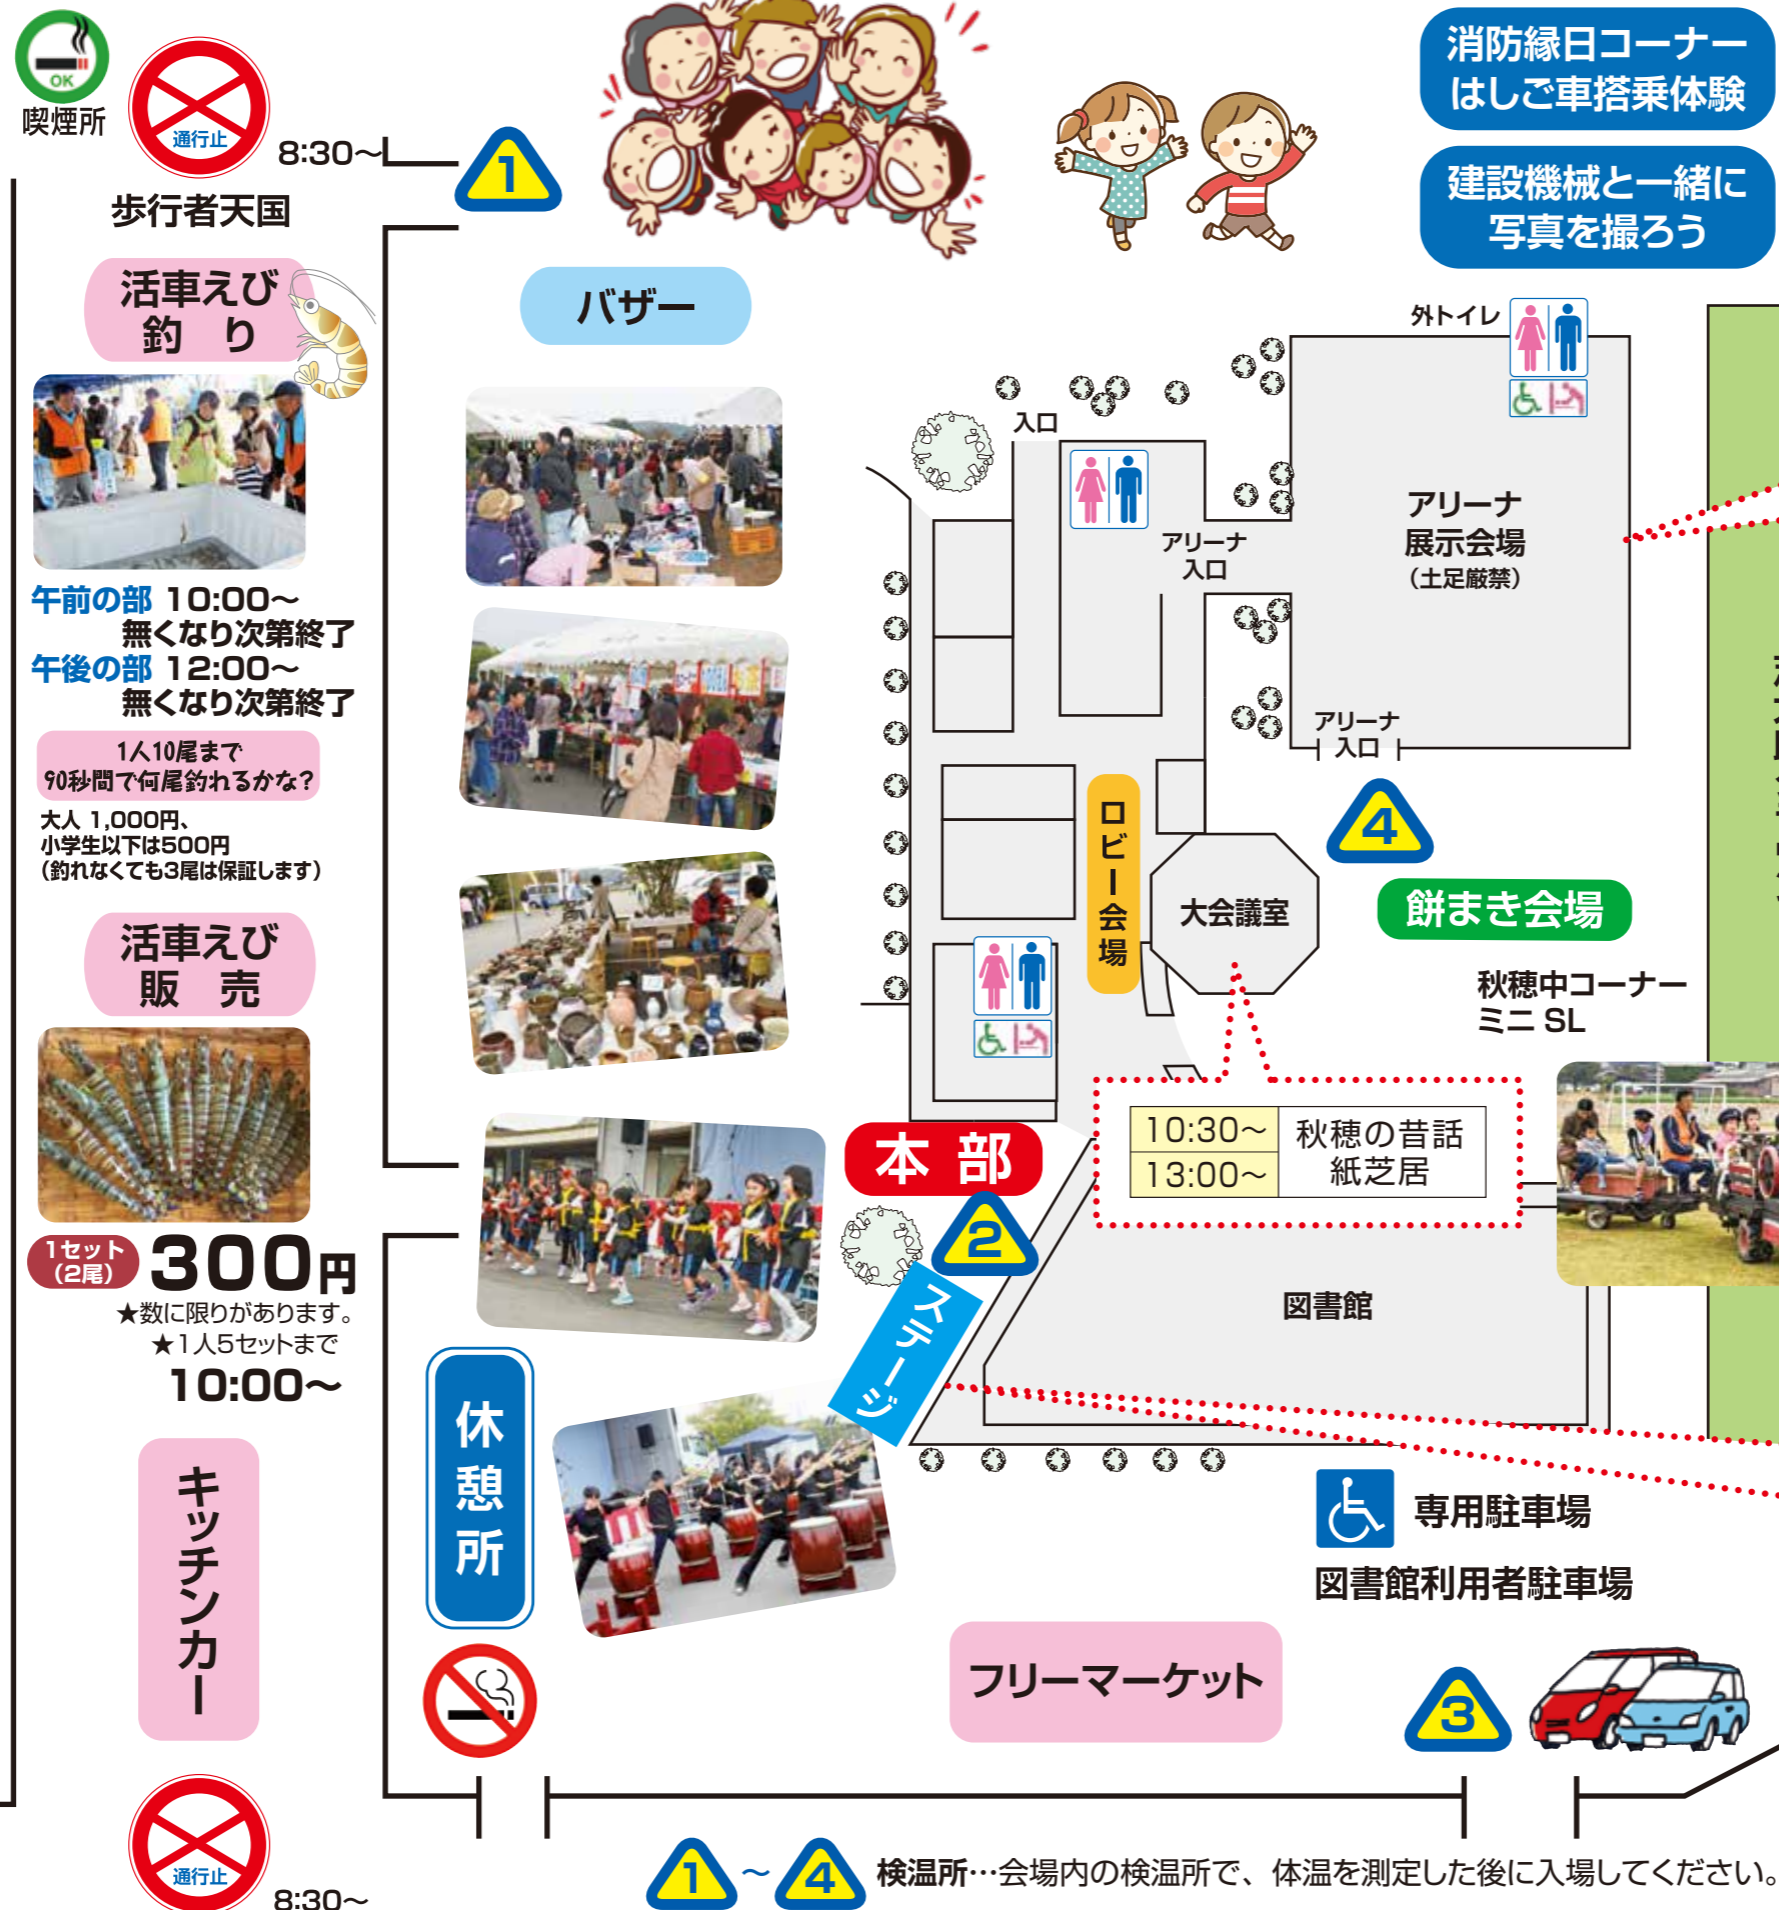 OK
喫煙所
通行止
8:30～
歩行者天国
活車えび
釣り
午前の部 10:00～
無くなり次第終了
午後の部 12:00～
無くなり次第終了
1人10尾まで
90秒間で何尾釣れるかな？
大人 1,000円、
小学生以下は500円
（釣れなくても3尾は保証します）
活車えび
販売
1セット
（2尾）
300円
★数に限りがあります。
★1人5セットまで
10:00～
キッチンカー
通行止
8:30～
1
バザー
本部
2
ステージ
休憩所
消防縁日コーナー
はしご車搭乗体験
建設機械と一緒に
写真を撮ろう
外トイレ
入口
アリーナ
入口
アリーナ
展示会場
（土足厳禁）
アリーナ
入口
4
ロビー会場
大会議室
餅まき会場
秋穂中コーナー
ミニ SL
10:30～
13:00～
秋穂の昔話
紙芝居
図書館
専用駐車場
図書館利用者駐車場
フリーマーケット
3
1～4 検温所…会場内の検温所で、体温を測定した後に入場してください。